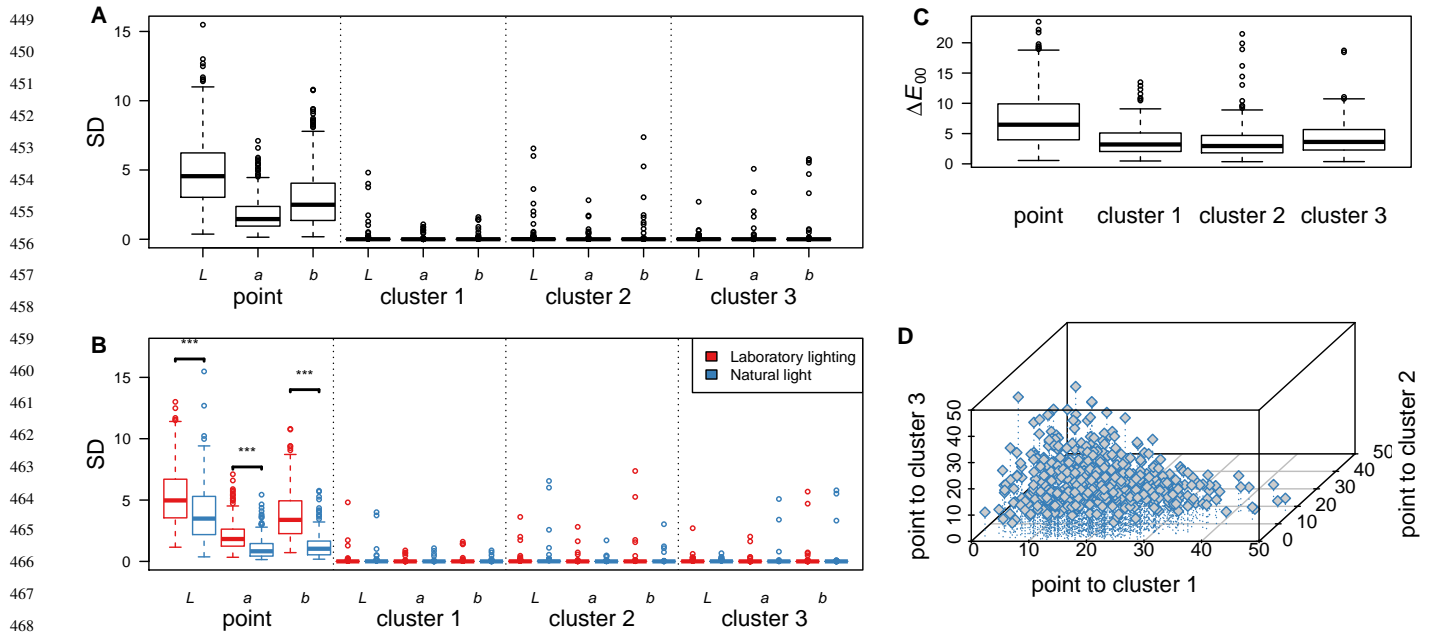 449
450
451
452
453
454
455
456
457
458
459
460
461
462
463
464
465
466
467
468
A
SD
15
10
5
0
L a b L a b L a b L a b
point cluster 1 cluster 2 cluster 3
B
SD
15
10
5
0
*** *** ***
Laboratory lighting
Natural light
L a b L a b L a b L a b
point cluster 1 cluster 2 cluster 3
C
ΔE00
20
15
10
5
0
point cluster 1 cluster 2 cluster 3
D
point to cluster 3
50
40
30
20
10
0
0 10 20 30 40 50
point to cluster 1
0
10
20
30
40
50
point to cluster 2